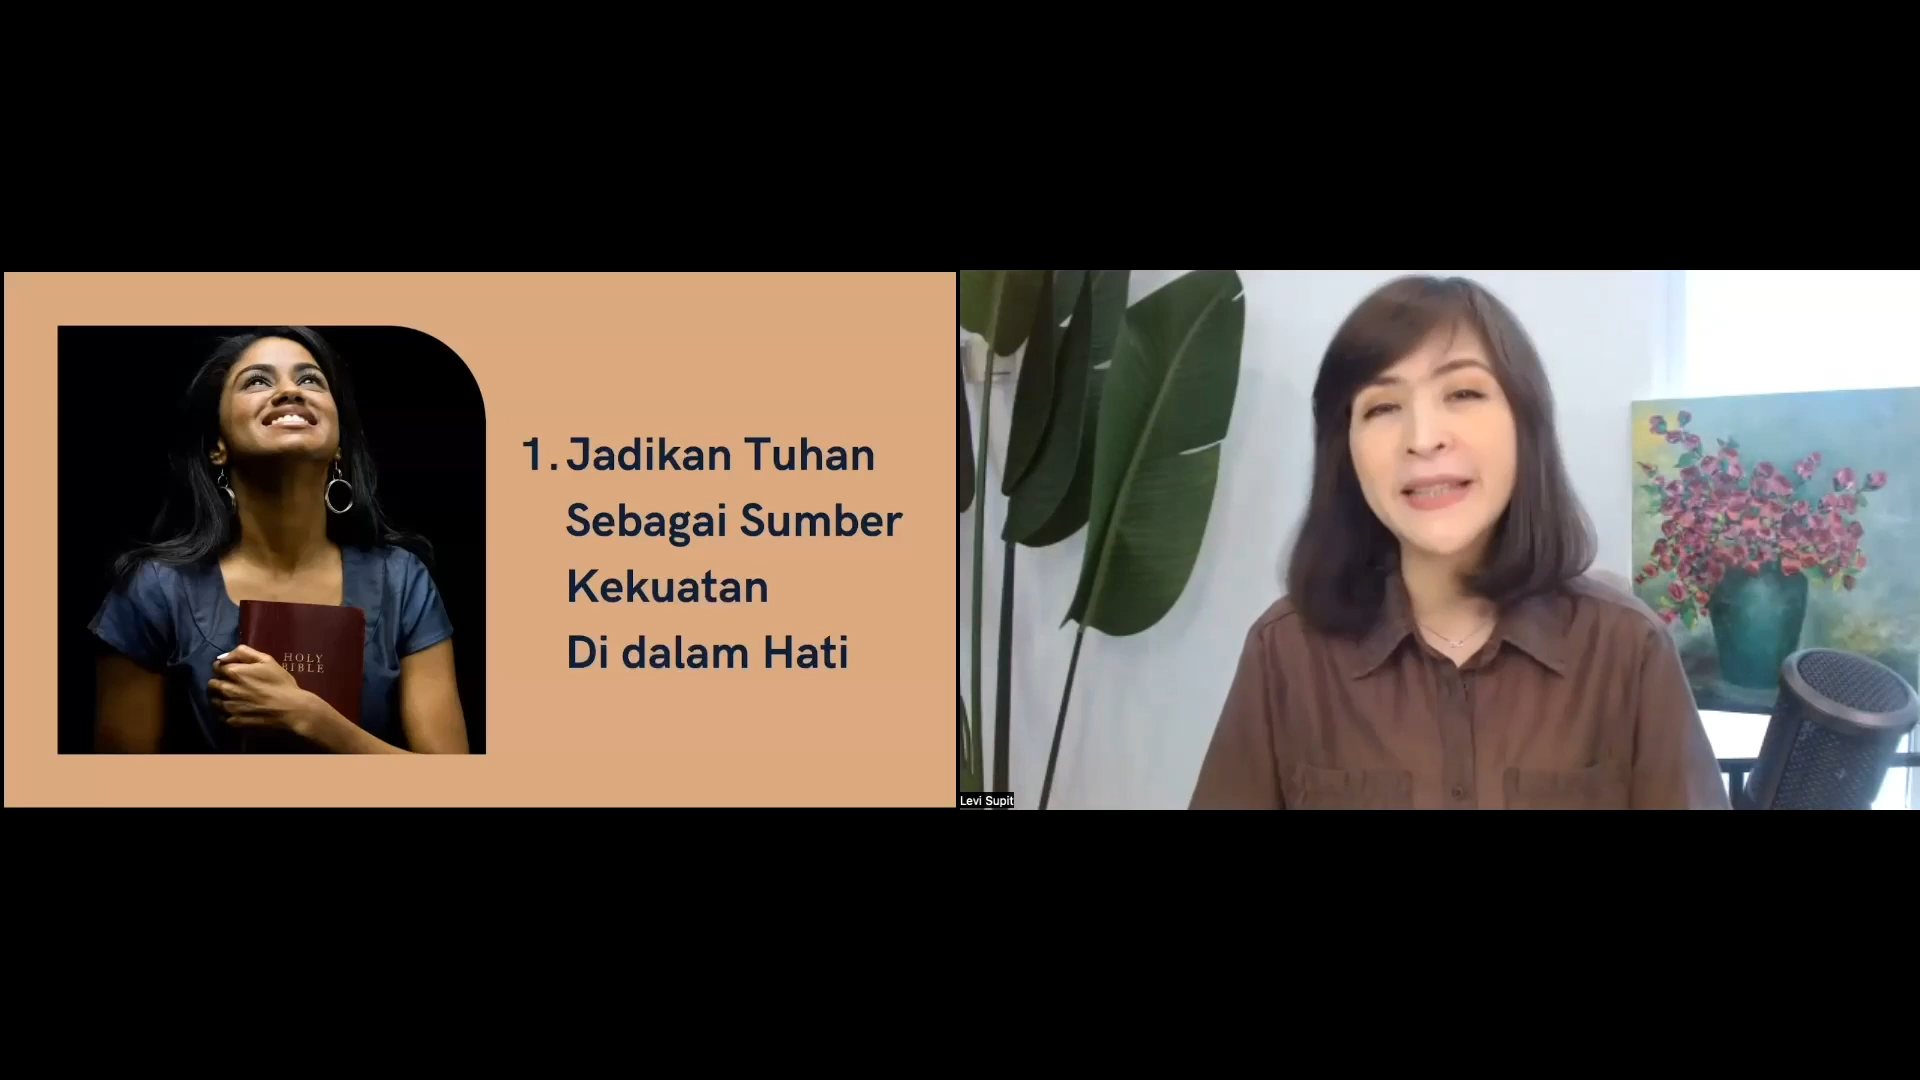 HOLY
BIBLE
1. Jadikan Tuhan
Sebagai Sumber
Kekuatan
Di dalam Hati
Levi Supit